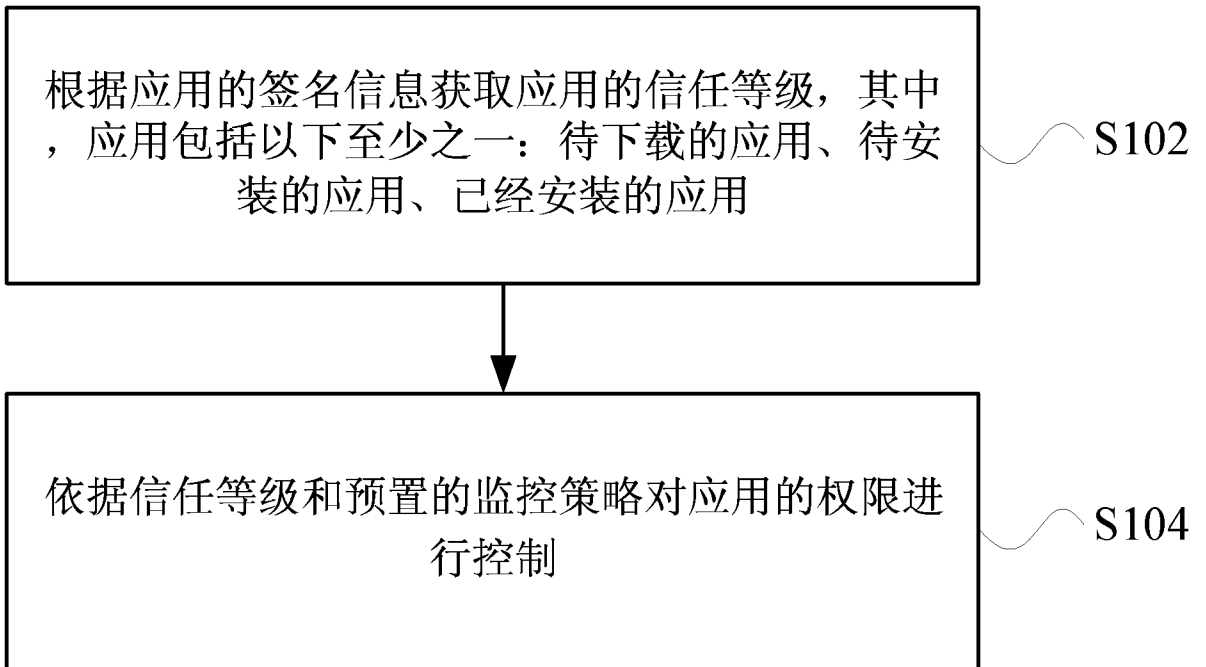 根据应用的签名信息获取应用的信任等级，其中
，应用包括以下至少之一：待下载的应用、待安
装的应用、已经安装的应用
S102
依据信任等级和预置的监控策略对应用的权限进
行控制
S104